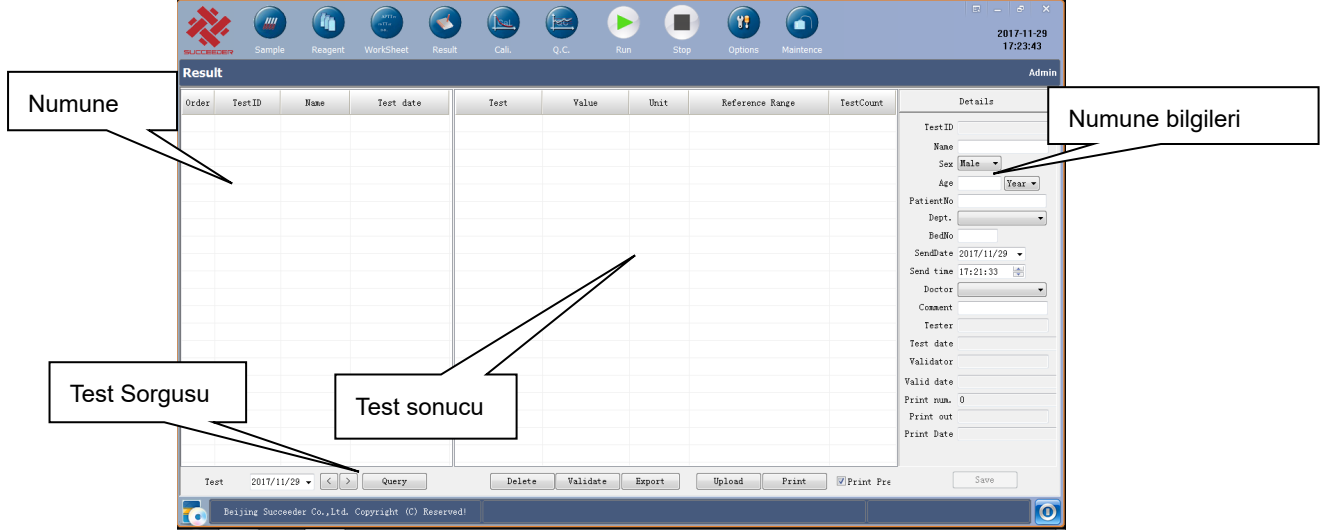 2017-11-29
17:23:43
SUCCEEDER
Sample Reagent WorkSheet Result Cali. Q.C. Run Stop Options Maintence
Result Admin
Numune
Order TestID Name Test date Test Value Unit Reference Range TestCount Details
Numune bilgileri
TestID
Name
Sex Male
Age Year
PatientNo
Dept.
BedNo
SendDate 2017/11/29
Send time 17:21:33
Doctor
Comment
Tester
Test date
Validator
Valid date
Print num. 0
Print out
Print Date
Test Sorgusu
Test sonucu
Test 2017/11/29 < > Query Delete Validate Export Upload Print Print Pre Save
Beijing Succeeder Co.,Ltd. Copyright (C) Reserved!